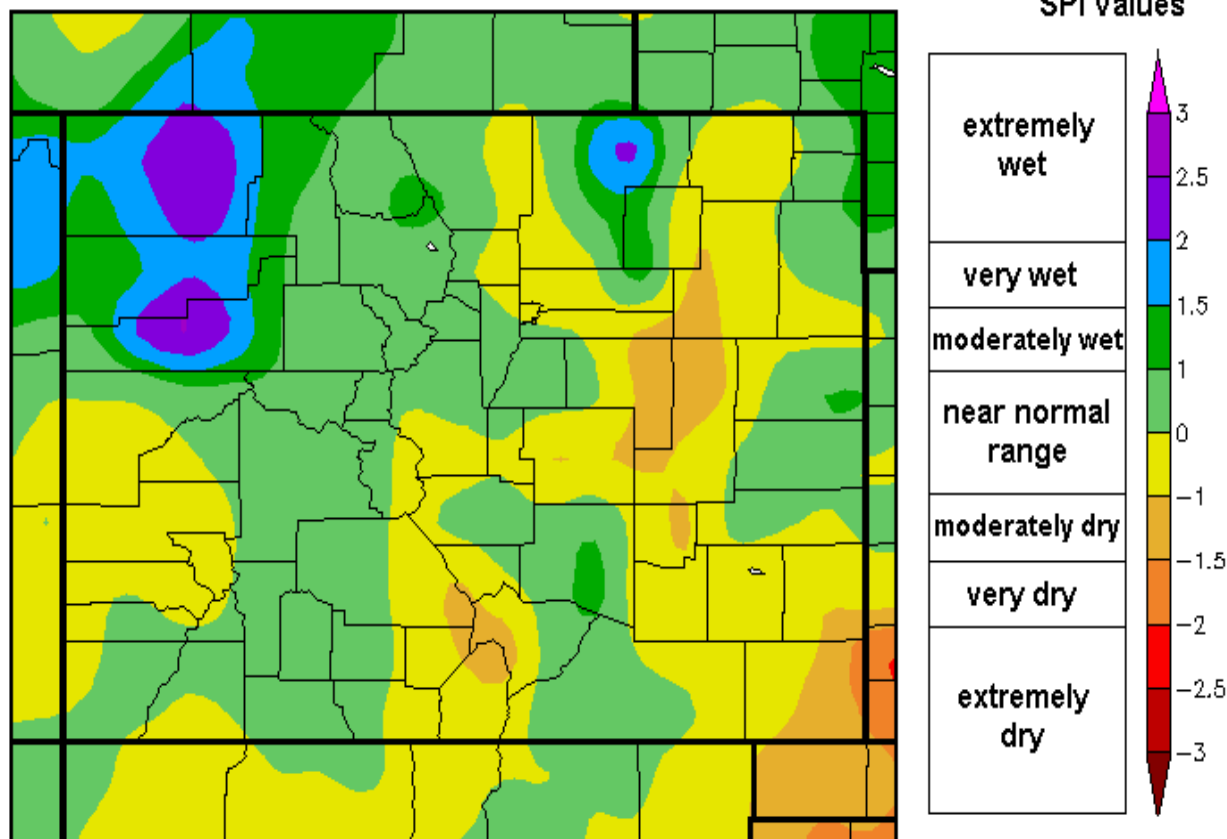 SPI Values
extremely
wet
very wet
moderately wet
near normal
range
moderately dry
very dry
extremely
dry
3
2.5
2
1.5
1
0
−1
−1.5
−2
−2.5
−3